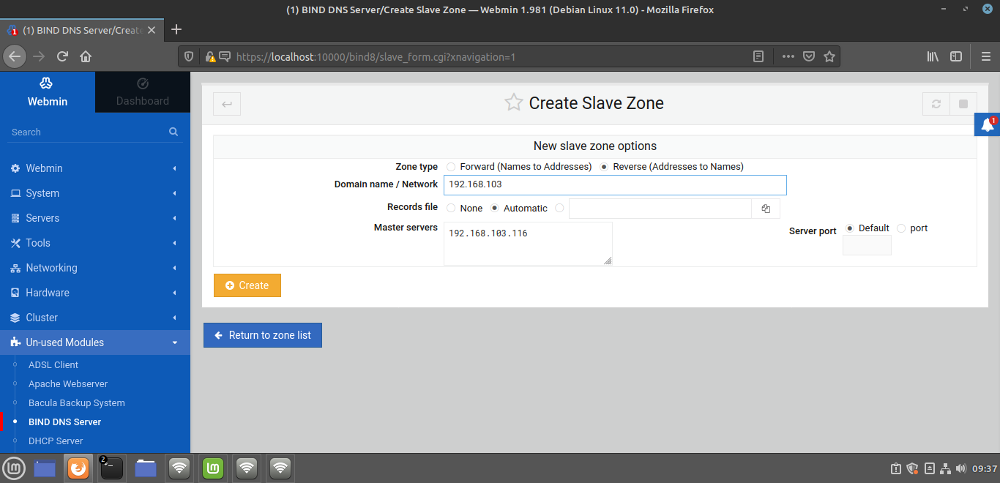 (1) BIND DNS Server/Create Slave Zone — Webmin 1.981 (Debian Linux 11.0) - Mozilla Firefox
1 (1) BIND DNS Server/Create
https://localhost:10000/bind8/slave_form.cgi?xnavigation=1
Webmin
Dashboard
Search
Webmin
System
Servers
Tools
Networking
Hardware
Cluster
Un-used Modules
ADSL Client
Apache Webserver
Bacula Backup System
BIND DNS Server
DHCP Server
Create Slave Zone
1
New slave zone options
Zone type Forward (Names to Addresses) Reverse (Addresses to Names)
Domain name / Network 192.168.103
Records file None Automatic
Master servers 192.168.103.116 Server port Default port
Create
Return to zone list
2
09:37